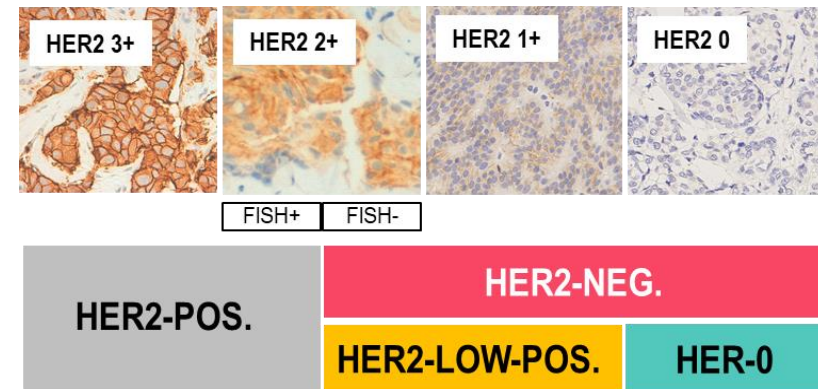 HER2 3+
HER2 2+
HER2 1+
HER2 0
FISH+
FISH-
HER2-POS.
HER2-NEG.
HER2-LOW-POS.
HER-0